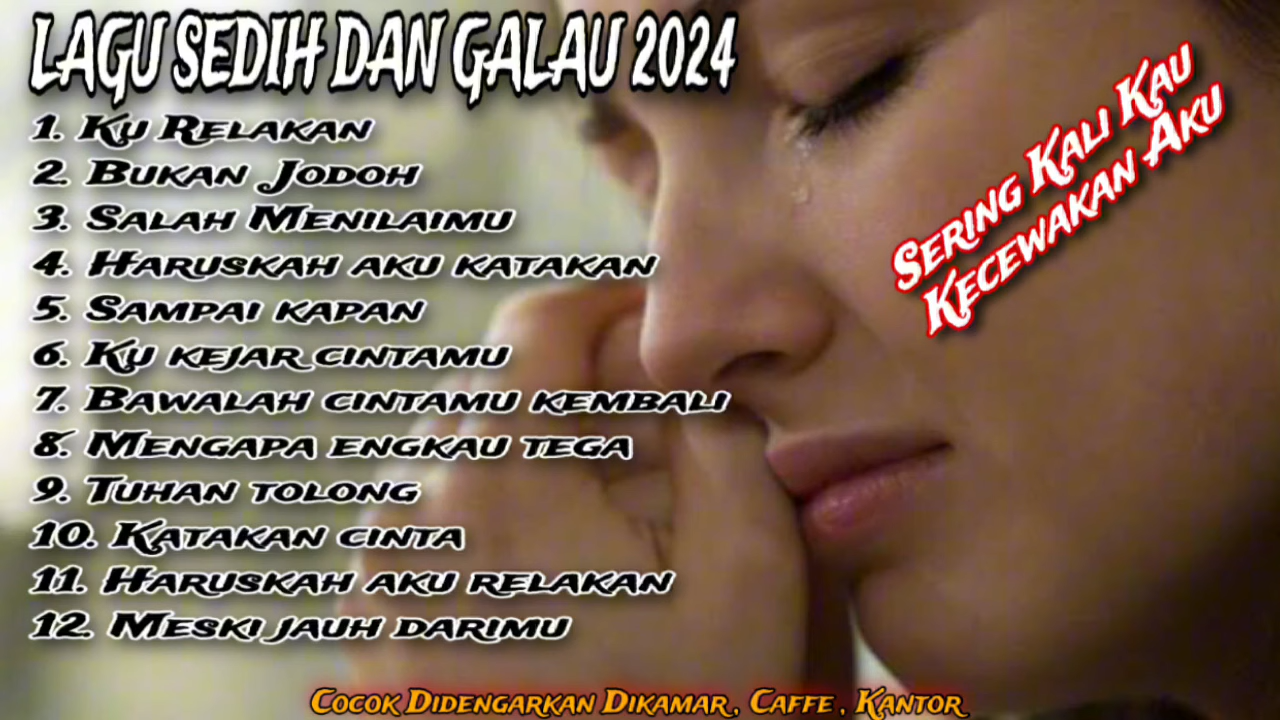 LAGU SEDIH DAN GALAU 2024
1. Ku Relakan
2. Bukan Jodoh
3. Salah Menilaimu
4. Haruskah aku katakan
5. Sampai kapan
6. Ku kejar cintamu
7. Bawalah cintamu kembali
8. Mengapa engkau tega
9. Tuhan tolong
10. Katakan cinta
11. Haruskah aku relakan
12. Meski jauh darimu
Sering Kali Kau
Kecewakan Aku
Cocok Didengarkan Dikamar, Caffe, Kantor